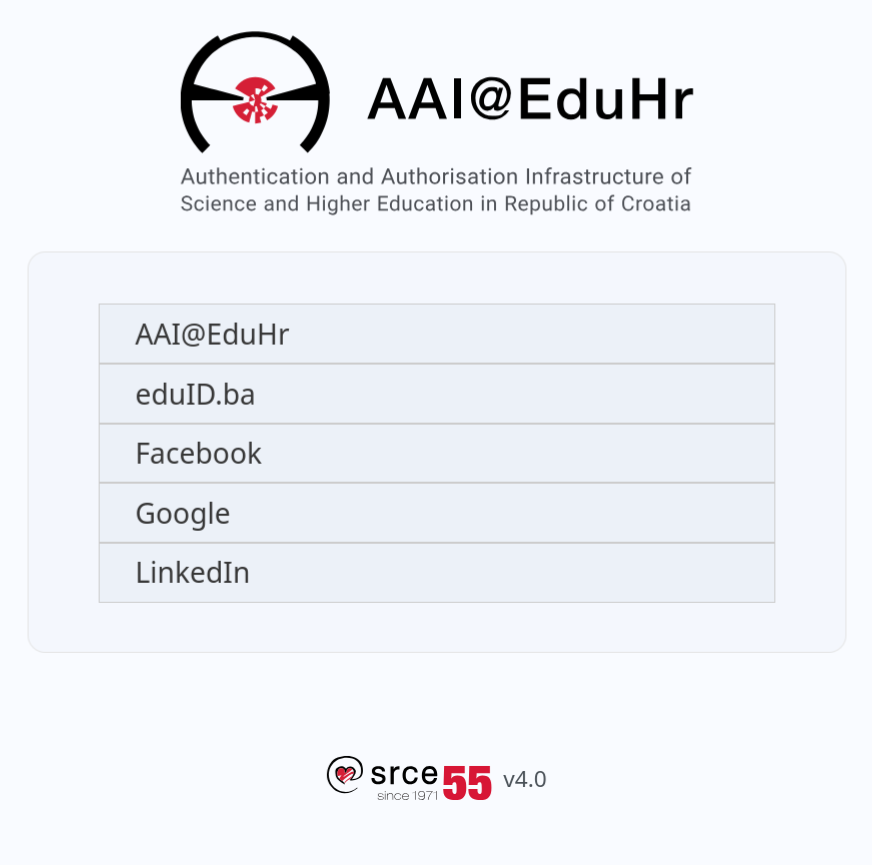 AAI@EduHr
Authentication and Authorisation Infrastructure of
Science and Higher Education in Republic of Croatia
AAI@EduHr
eduID.ba
Facebook
Google
LinkedIn
srce 55 v4.0
since 1971